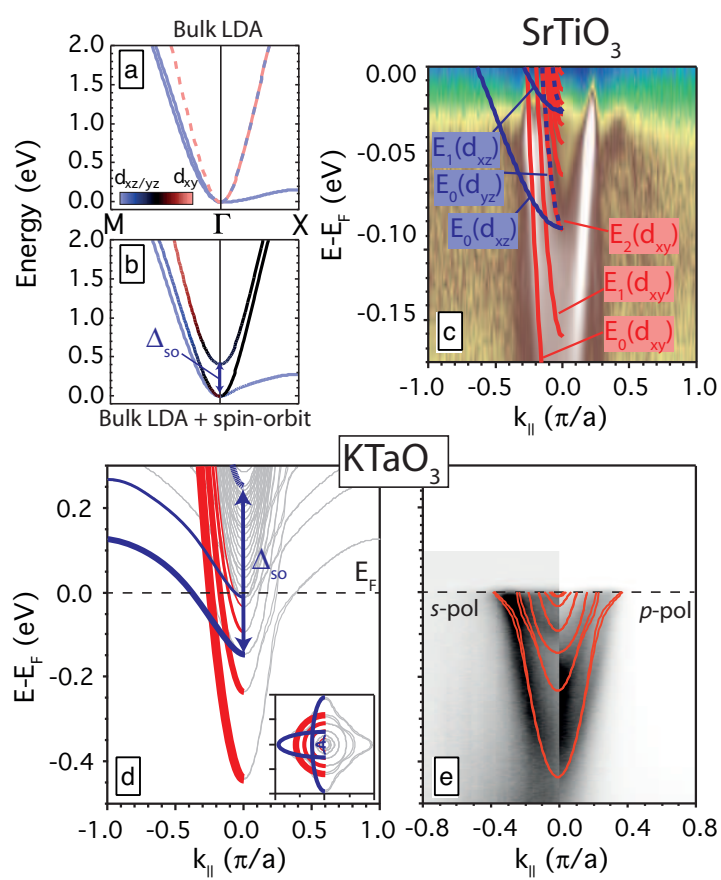 Bulk LDA
SrTiO3
a
2.0
1.5
1.0
0.5
0.0
dxz/yz
dxy
M
Γ
X
Energy (eV)
b
2.0
1.5
1.0
0.5
0.0
Δso
Bulk LDA + spin-orbit
0.00
-0.05
-0.10
-0.15
E-EF (eV)
E1(dxz)
E0(dyz)
E0(dxz)
E2(dxy)
E1(dxy)
E0(dxy)
c
-1.0
0.0
1.0
k|| (π/a)
KTaO3
0.2
0.0
-0.2
-0.4
E-EF (eV)
Δso
EF
d
-1.0
-0.5
0.0
0.5
1.0
k|| (π/a)
s-pol
p-pol
e
-0.8
-0.4
0.0
0.4
0.8
k|| (π/a)